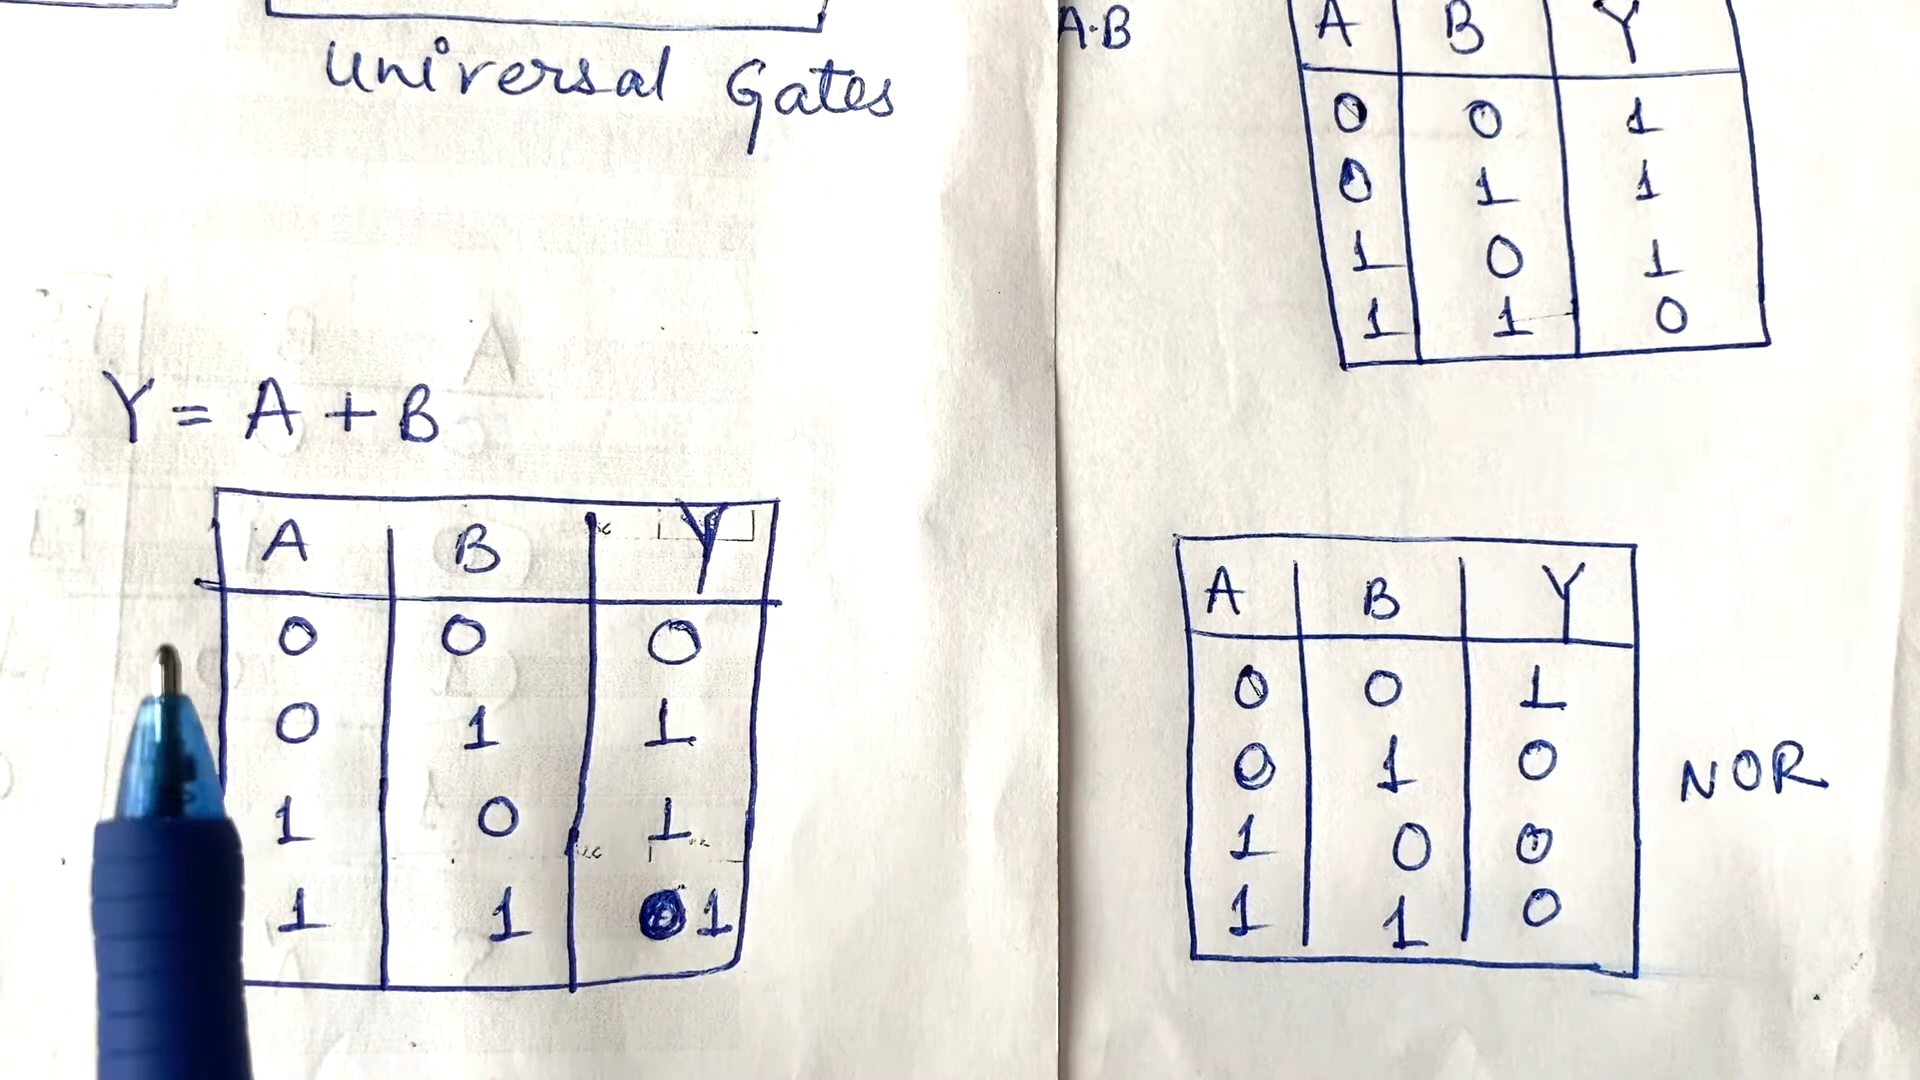 Universal Gates
Y = A + B
A B Y
0 0 0
0 1 1
1 0 1
1 1 1
A·B
A B Y
0 0 1
0 1 1
1 0 1
1 1 0
A B Y
0 0 1
0 1 0
1 0 0
1 1 0
NOR